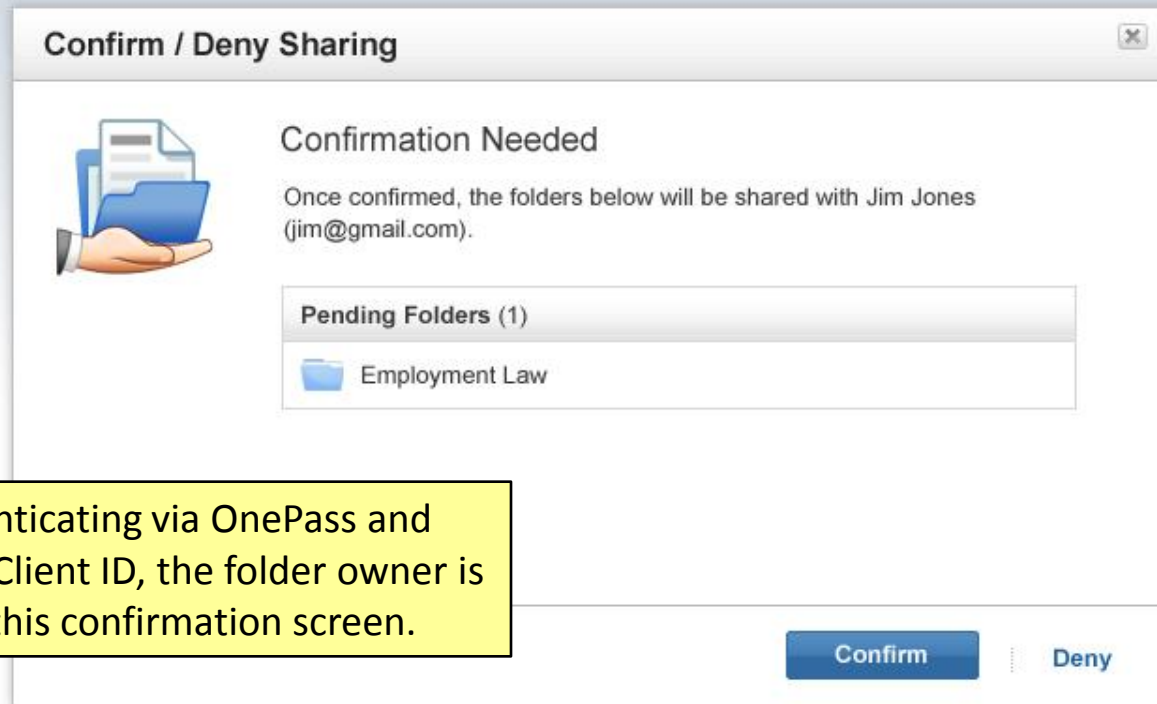 Confirm / Deny Sharing
Confirmation Needed
Once confirmed, the folders below will be shared with Jim Jones
(jim@gmail.com).
Pending Folders (1)
Employment Law
nticating via OnePass and
Client ID, the folder owner is
his confirmation screen.
Confirm
Deny